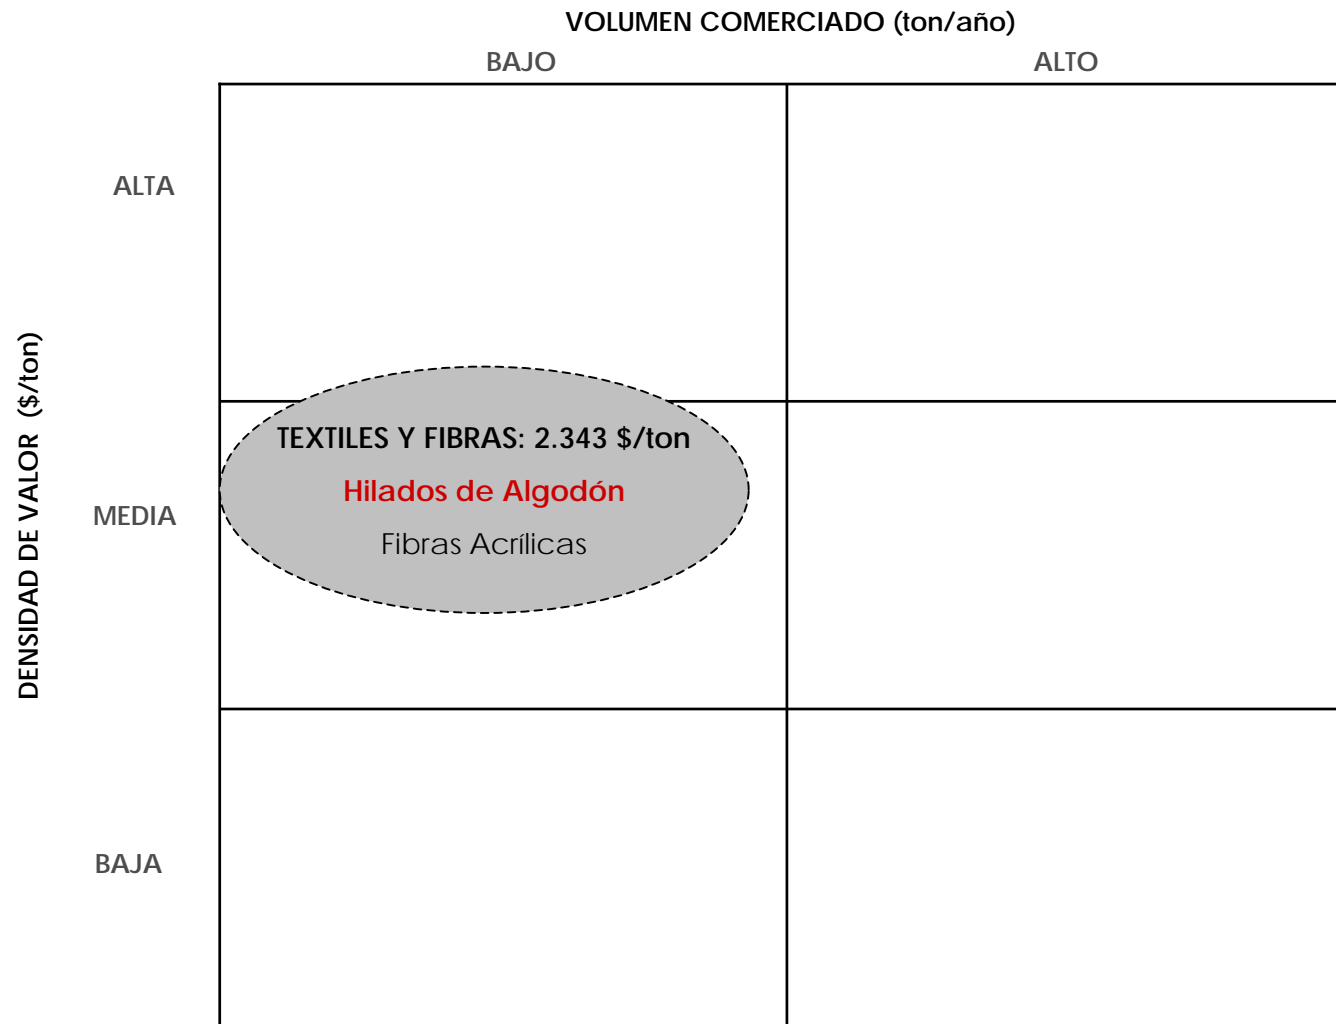 VOLUMEN COMERCIADO (ton/año)
BAJO
ALTO
ALTA
DENSIDAD DE VALOR ($/ton)
TEXTILES Y FIBRAS: 2.343 $/ton
Hilados de Algodón
MEDIA
Fibras Acrílicas
BAJA